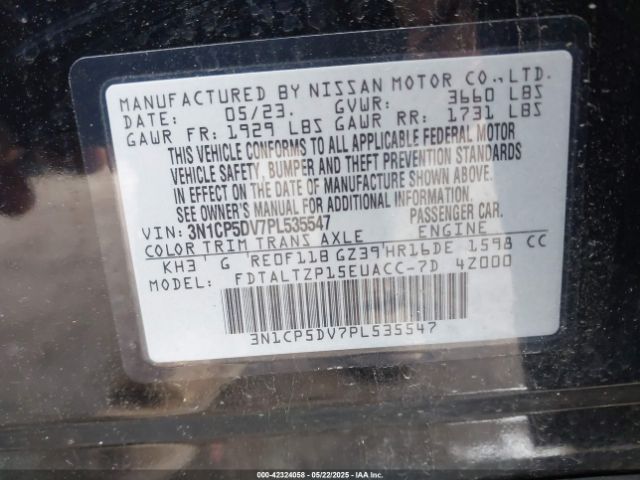 MANUFACTURED BY NISSAN MOTOR CO., LTD.
DATE: 05/23. GVWR: 3660 LBS
GAWR FR: 1929 LBS GAWR RR: 1731 LBS
THIS VEHICLE CONFORMS TO ALL APPLICABLE FEDERAL MOTOR
VEHICLE SAFETY, BUMPER AND THEFT PREVENTION STANDARDS
IN EFFECT ON THE DATE OF MANUFACTURE SHOWN ABOVE.
SEE OWNER'S MANUAL FOR ADDITIONAL INFORMATION.
VIN: 3N1CP5DV7PL535547 PASSENGER CAR.
COLOR TRIM TRANS AXLE ENGINE
KH3 G RE0F11B GZ39 HR16DE 1598 CC
MODEL: FDTALTZP15EUACC-7D 4Z000
3N1CP5DV7PL535547
000-42324058 - 05/22/2025 - IAA Inc.